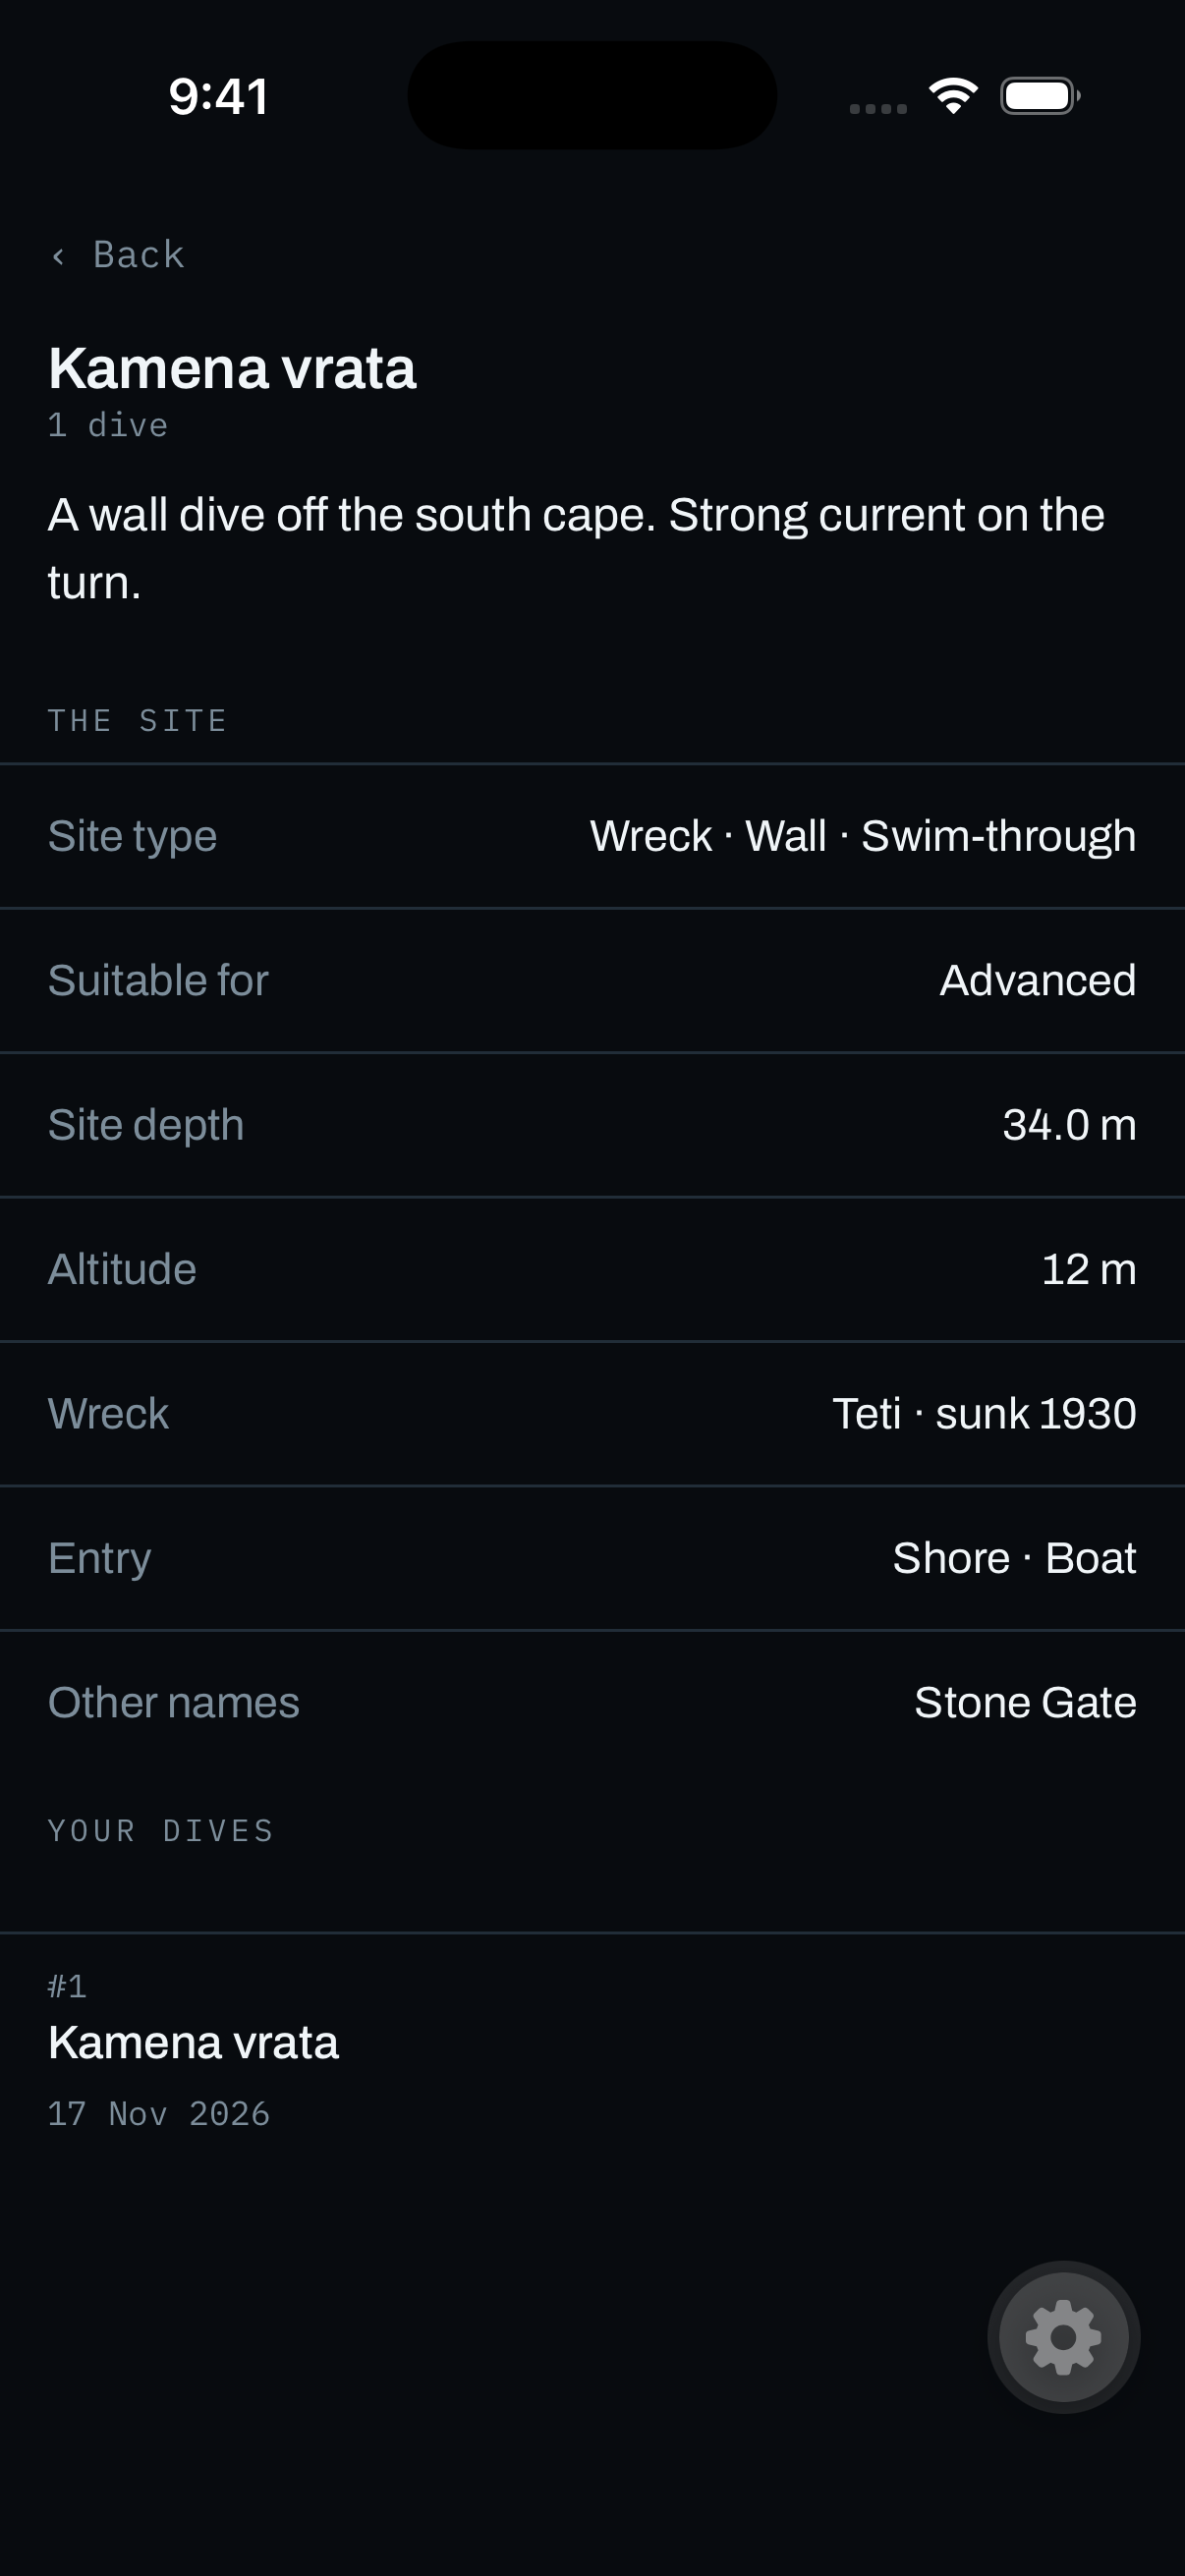 9:41
‹ Back
Kamena vrata
1 dive
A wall dive off the south cape. Strong current on the
turn.
THE SITE
Site type Wreck · Wall · Swim-through
Suitable for Advanced
Site depth 34.0 m
Altitude 12 m
Wreck Teti · sunk 1930
Entry Shore · Boat
Other names Stone Gate
YOUR DIVES
#1
Kamena vrata
17 Nov 2026